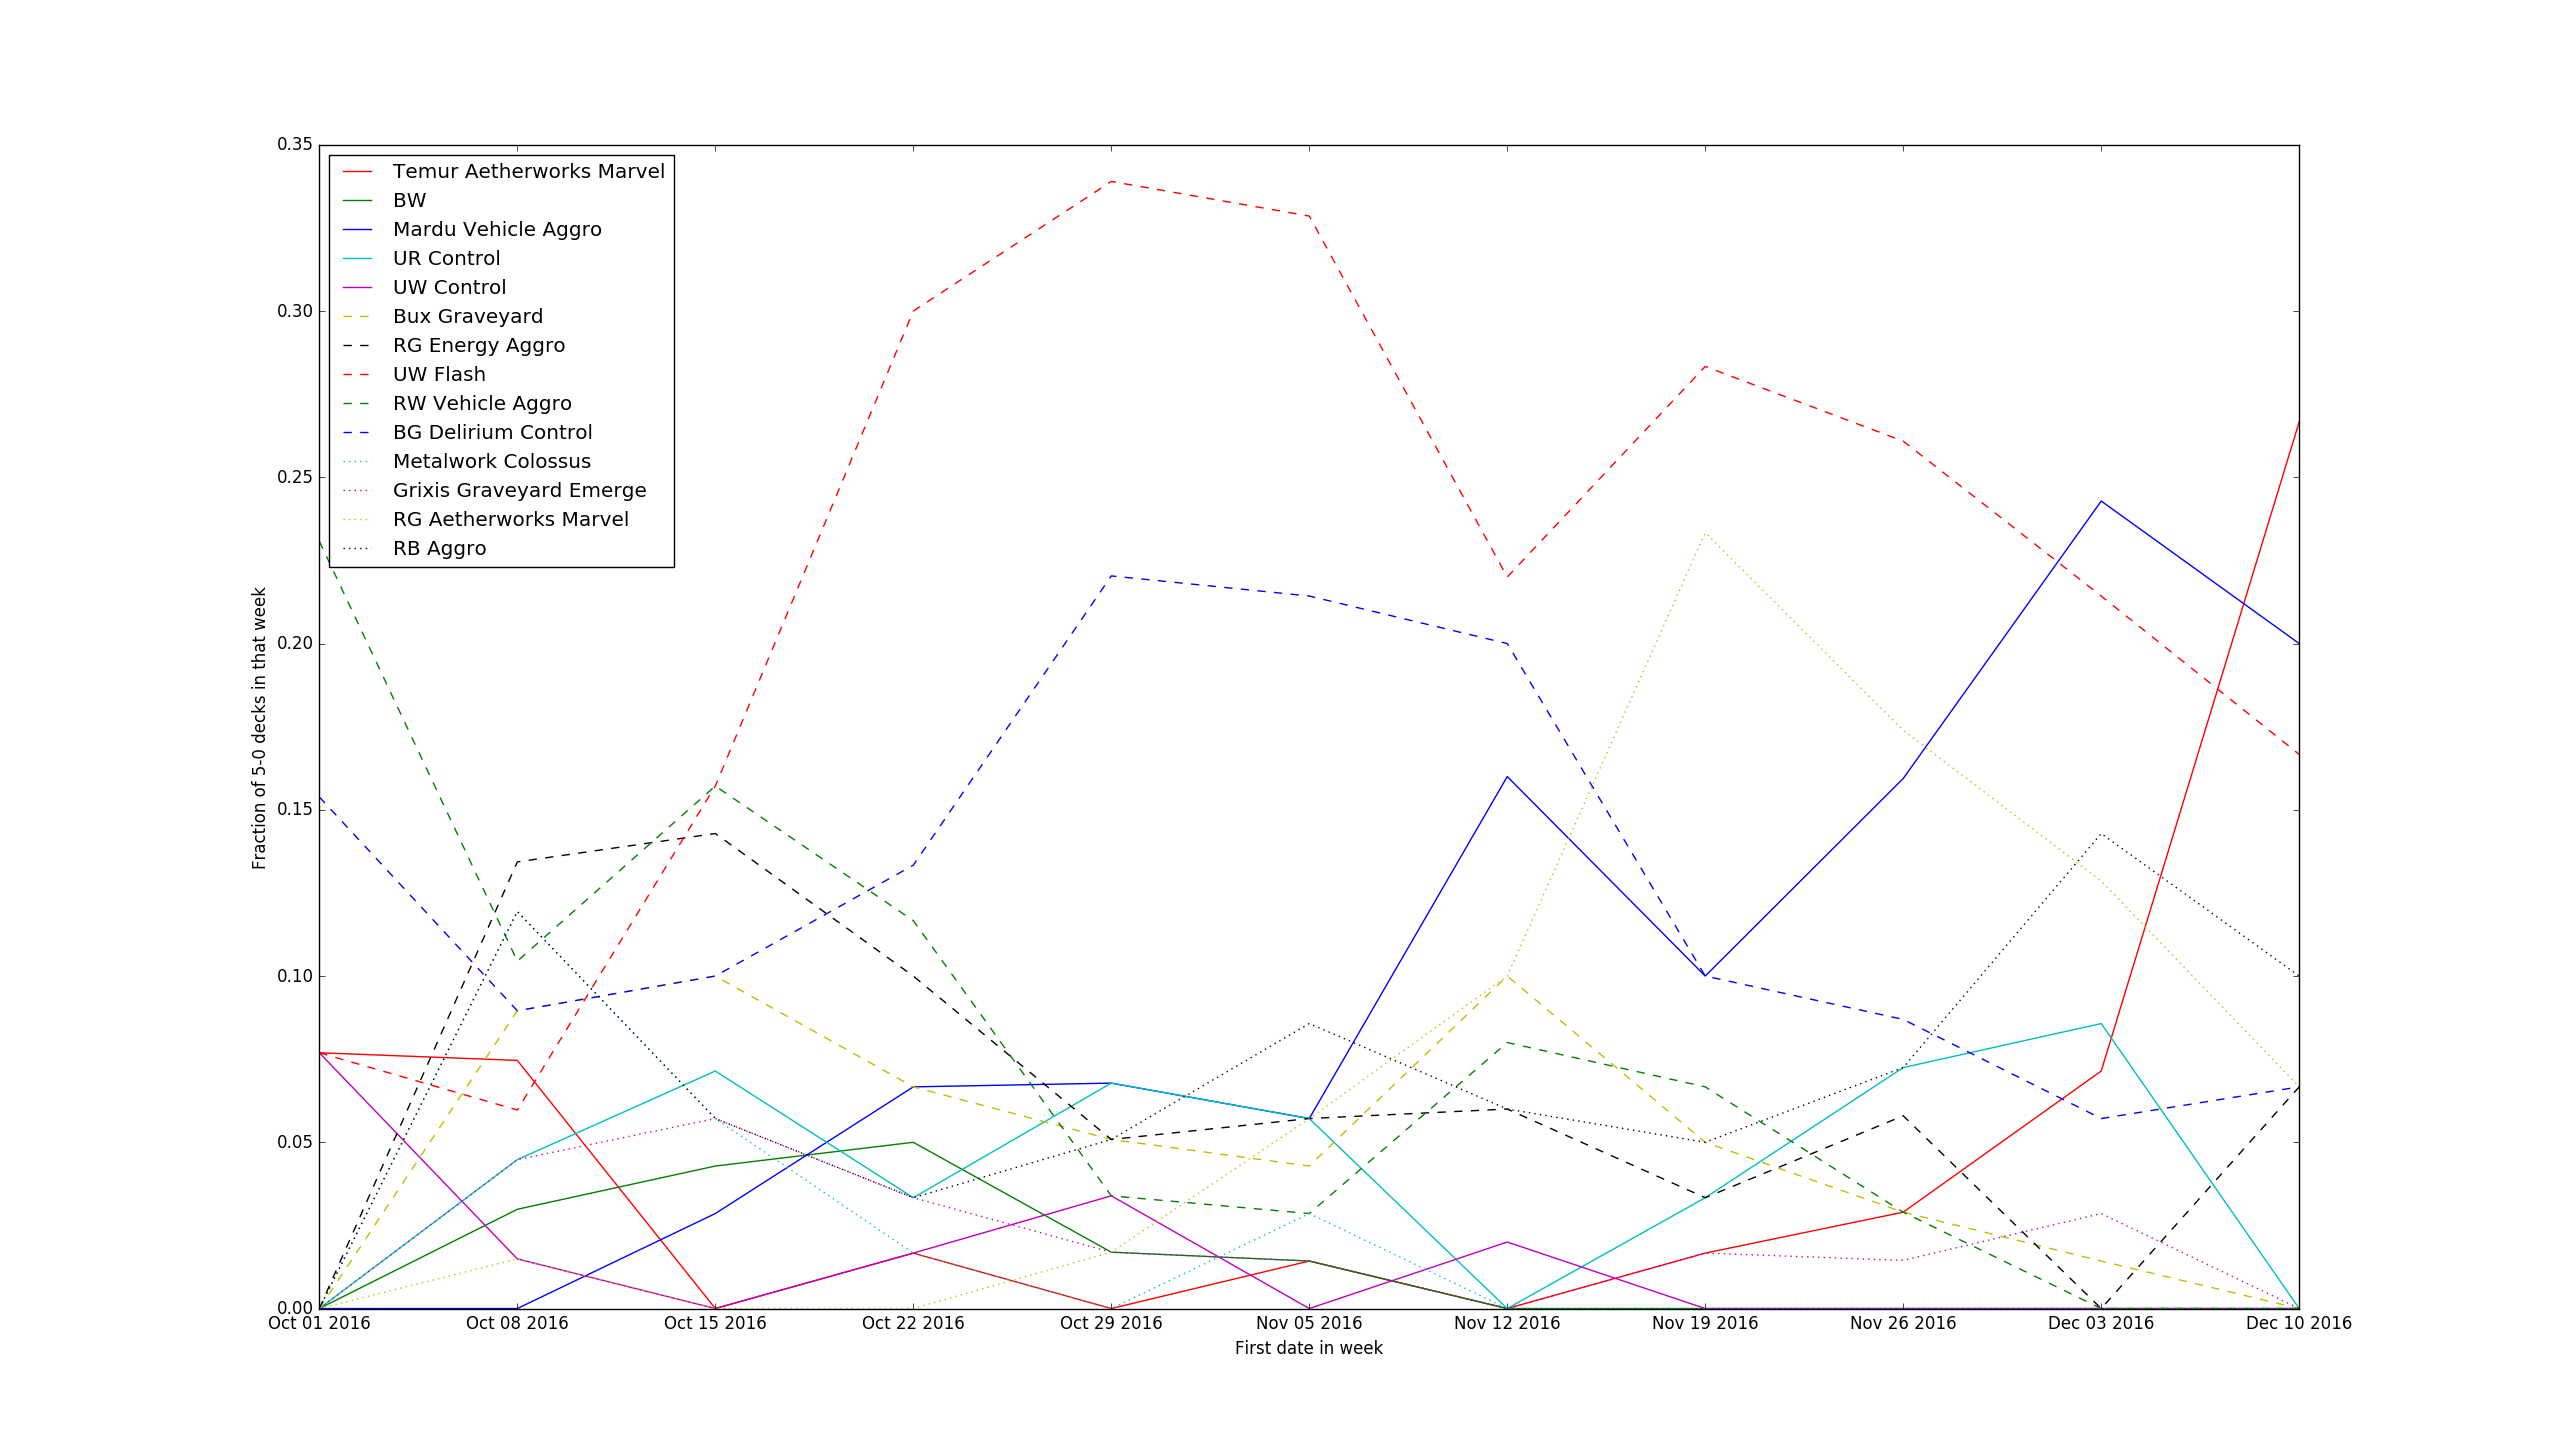 0.35
0.30
0.25
0.20
0.15
0.10
0.05
0.00
Fraction of 5-0 decks in that week
Temur Aetherworks Marvel
BW
Mardu Vehicle Aggro
UR Control
UW Control
Bux Graveyard
RG Energy Aggro
UW Flash
RW Vehicle Aggro
BG Delirium Control
Metalwork Colossus
Grixis Graveyard Emerge
RG Aetherworks Marvel
RB Aggro
Oct 01 2016 Oct 08 2016 Oct 15 2016 Oct 22 2016 Oct 29 2016 Nov 05 2016 Nov 12 2016 Nov 19 2016 Nov 26 2016 Dec 03 2016 Dec 10 2016
First date in week